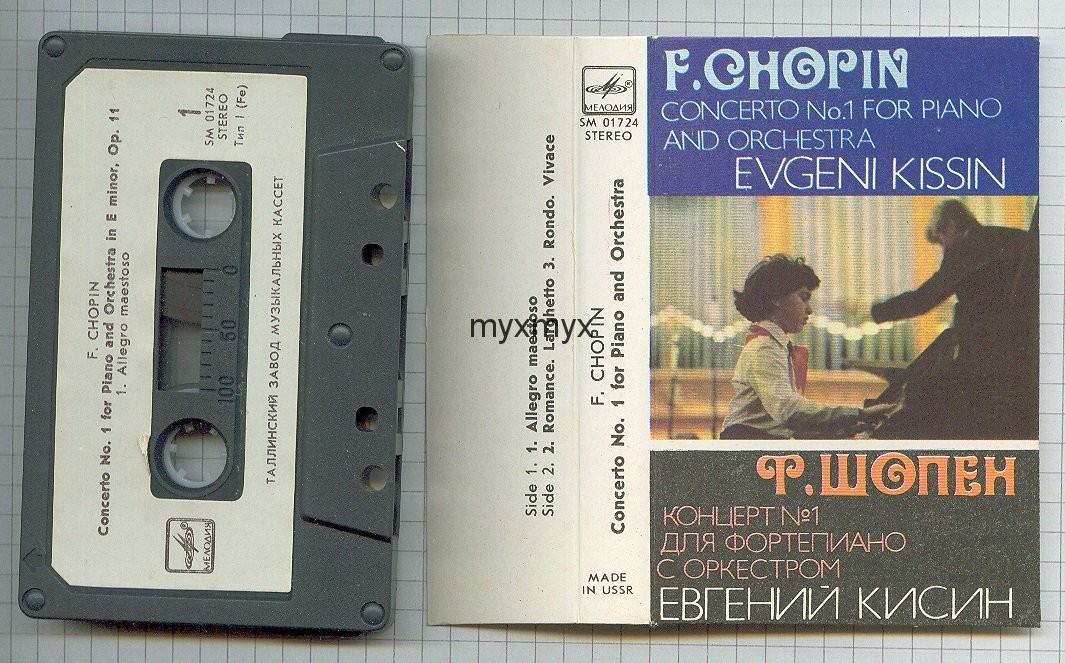 F. CHOPIN
Concerto No. 1 for Piano and Orchestra in E minor, Op. 11
1. Allegro maestoso
1
SM 01724
STEREO
Тип I (Fe)
0
50
100
ТАЛЛИНСКИЙ ЗАВОД МУЗЫКАЛЬНЫХ КАССЕТ
МЕЛОДИЯ
Side 1. 1. Allegro maestoso
Side 2. 2. Romance. Larghetto 3. Rondo. Vivace
МЕЛОДИЯ
SM 01724
STEREO
F. CHOPIN
Concerto No. 1 for Piano and Orchestra
MADE
IN USSR
F. CHOPIN
CONCERTO No.1 FOR PIANO
AND ORCHESTRA
EVGENI KISSIN
Ф. ШОПЕН
КОНЦЕРТ №1
ДЛЯ ФОРТЕПИАНО
С ОРКЕСТРОМ
ЕВГЕНИЙ КИСИН
myxmyx